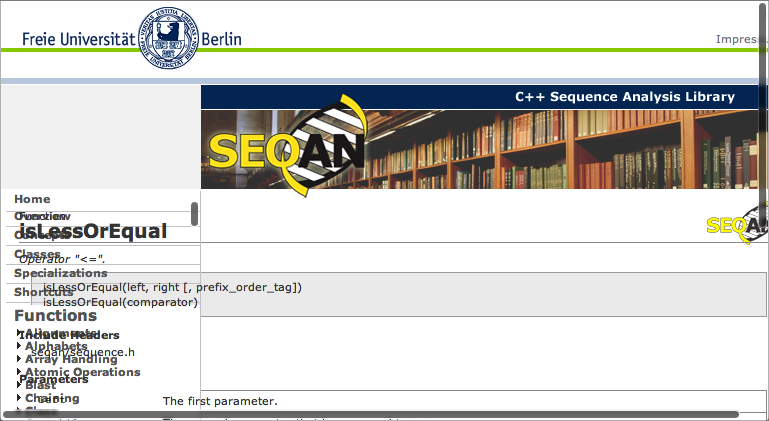 Freie Universität Berlin
Impress
C++ Sequence Analysis Library
SEQAN
Home
Overview
Function
isLessOrEqual
SEQAN
Concepts
Classes
Operator "<=".
Specializations
Shortcuts
isLessOrEqual(left, right [, prefix_order_tag])
isLessOrEqual(comparator)
Functions
Alignments
Include Headers
Alphabets
seqan/sequence.h
Array Handling
Atomic Operations
Parameters
Blast
Chaining
The first parameter.